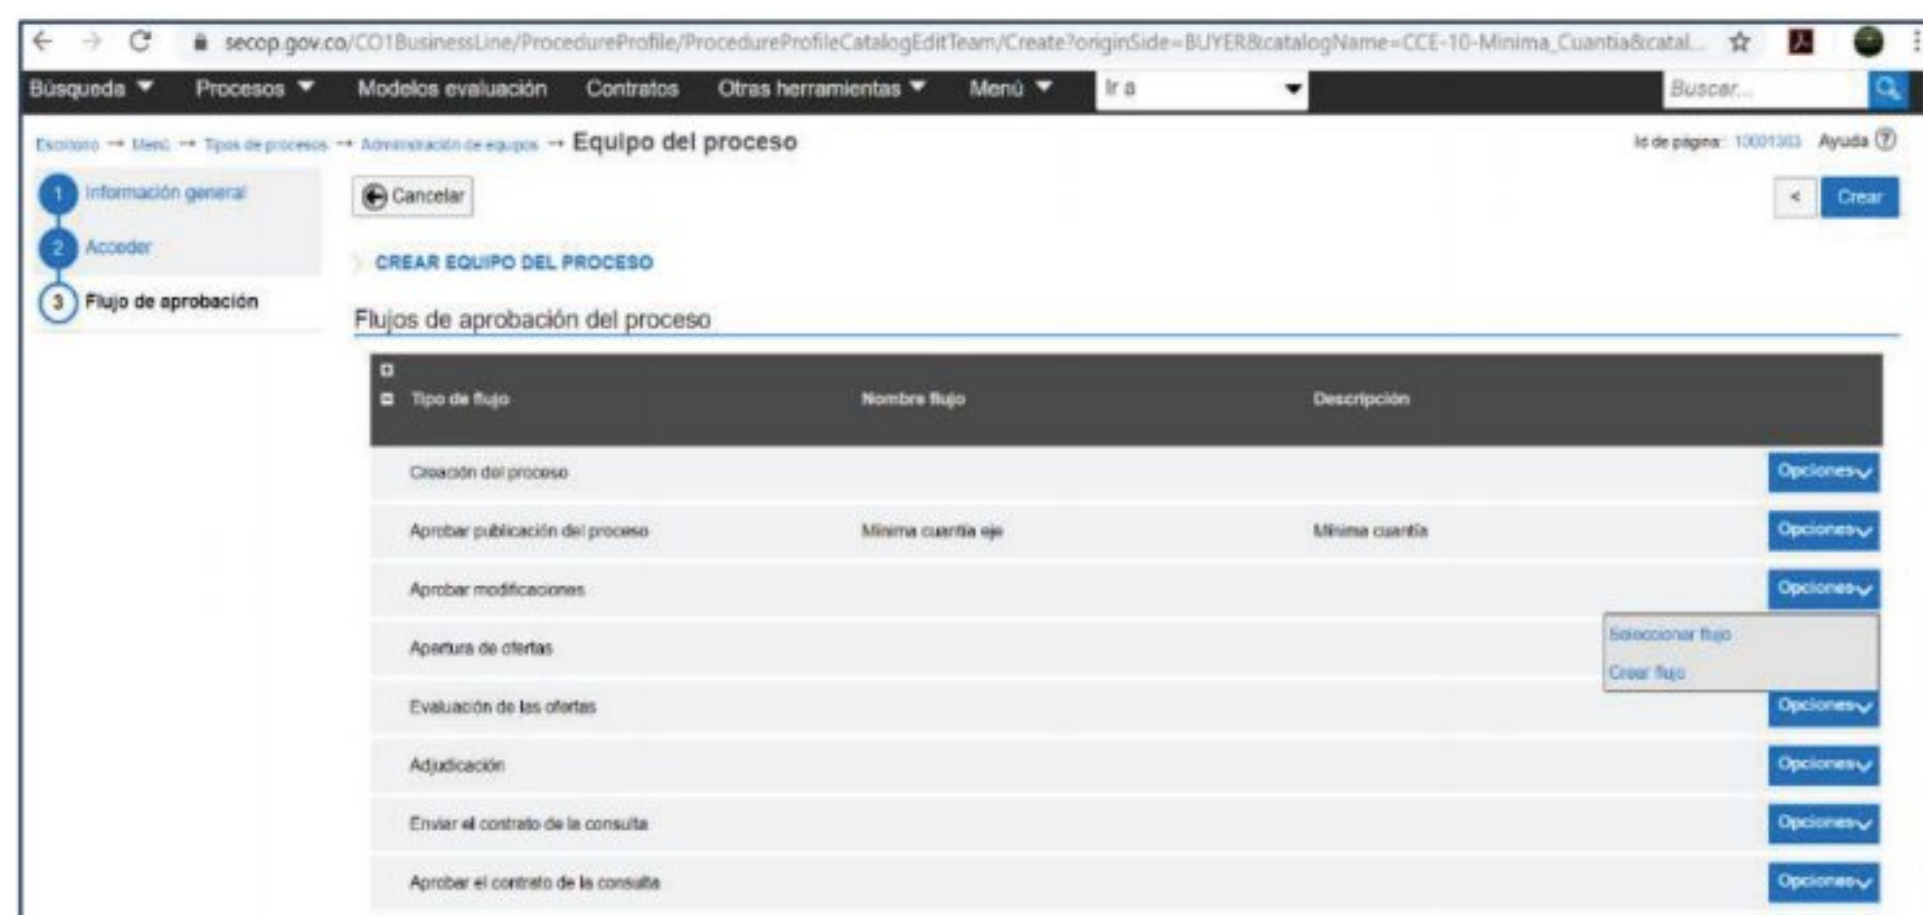 secop.gov.co/CO1BusinessLine/ProcedureProfile/ProcedureProfileCatalogEditTeam/Create?originSide=BUYER&catalogName=CCE-10-Minima_Cuantia&catal...
Búsqueda Procesos Modelos evaluación Contratos Otras herramientas Menú Ir a Buscar...
Escritorio → Menú → Tipos de procesos → Administración de equipos → Equipo del proceso Id de página: 10001303 Ayuda ?
1 Información general Cancelar < Crear
2 Acceder
CREAR EQUIPO DEL PROCESO
3 Flujo de aprobación
Flujos de aprobación del proceso
Tipo de flujo Nombre flujo Descripción
Creación del proceso Opciones
Aprobar publicación del proceso Mínima cuantía eje Mínima cuantía Opciones
Aprobar modificaciones Opciones
Seleccionar flujo
Apertura de ofertas
Crear flujo
Evaluación de las ofertas Opciones
Adjudicación Opciones
Enviar el contrato de la consulta Opciones
Aprobar el contrato de la consulta Opciones